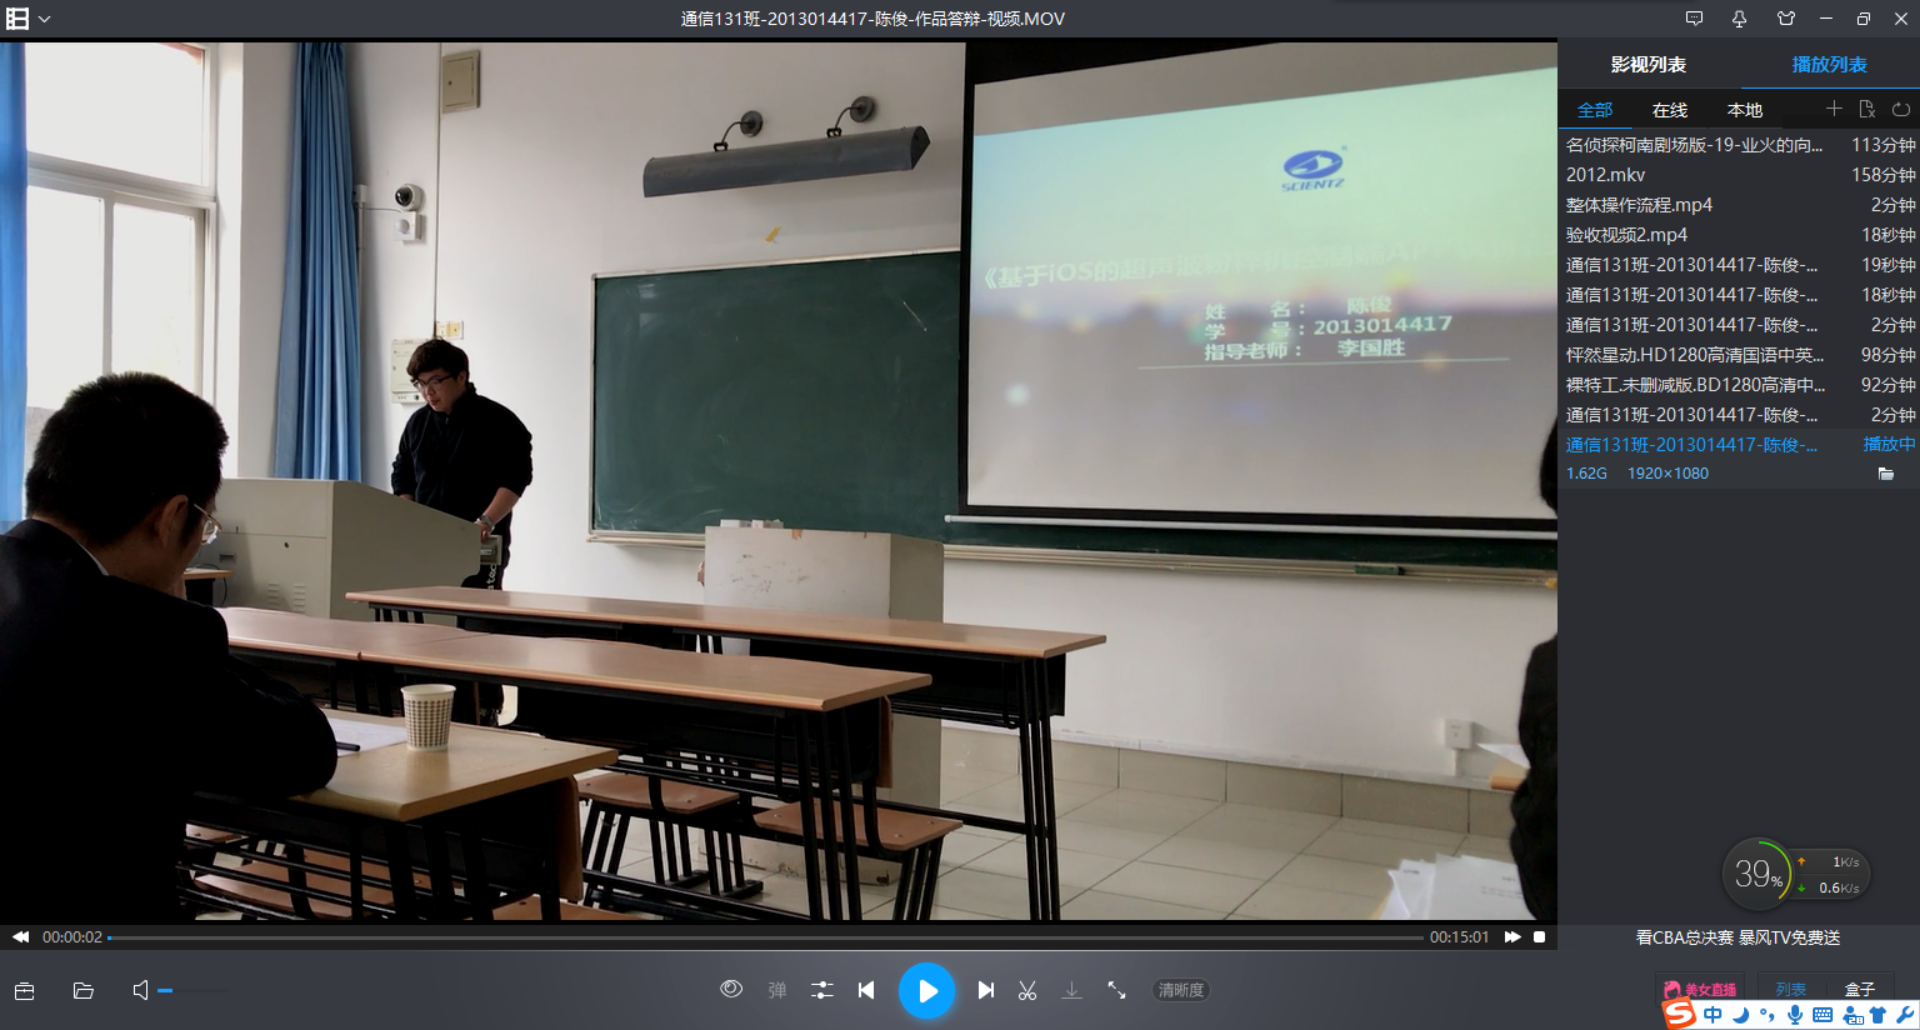 通信131班-2013014417-陈俊-作品答辩-视频.MOV
影视列表
播放列表
全部
在线
本地
名侦探柯南剧场版-19-业火的向...
113分钟
2012.mkv
158分钟
整体操作流程.mp4
2分钟
验收视频2.mp4
18秒钟
通信131班-2013014417-陈俊-...
19秒钟
通信131班-2013014417-陈俊-...
18秒钟
通信131班-2013014417-陈俊-...
2分钟
怦然星动.HD1280高清国语中英...
98分钟
裸特工.未删减版.BD1280高清中...
92分钟
通信131班-2013014417-陈俊-...
2分钟
通信131班-2013014417-陈俊-...
播放中
1.62G
1920×1080
SCIENTZ
《基于iOS的超声波粉碎机控制端
姓 名： 陈俊
学 号：2013014417
指导老师： 李国胜
39%
1K/s
0.6K/s
00:00:02
00:15:01
看CBA总决赛 暴风TV免费送
弹
清晰度
美女直播
列表
盒子
中